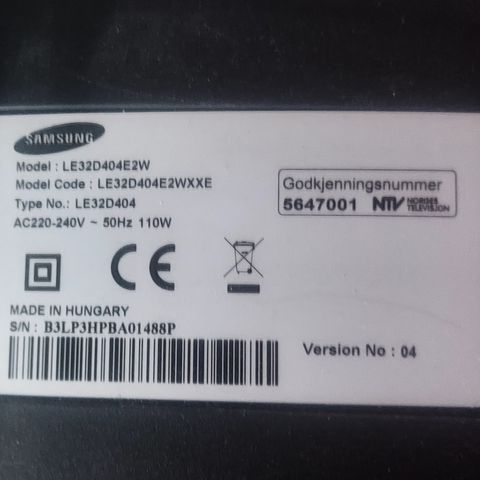 SAMSUNG
Model : LE32D404E2W
Model Code : LE32D404E2WXXE
Type No.: LE32D404
AC220-240V ~ 50Hz 110W
Godkjenningsnummer
5647001 NTV NORGES
TELEVISJON
CE
MADE IN HUNGARY
S/N : B3LP3HPBA01488P
Version No : 04